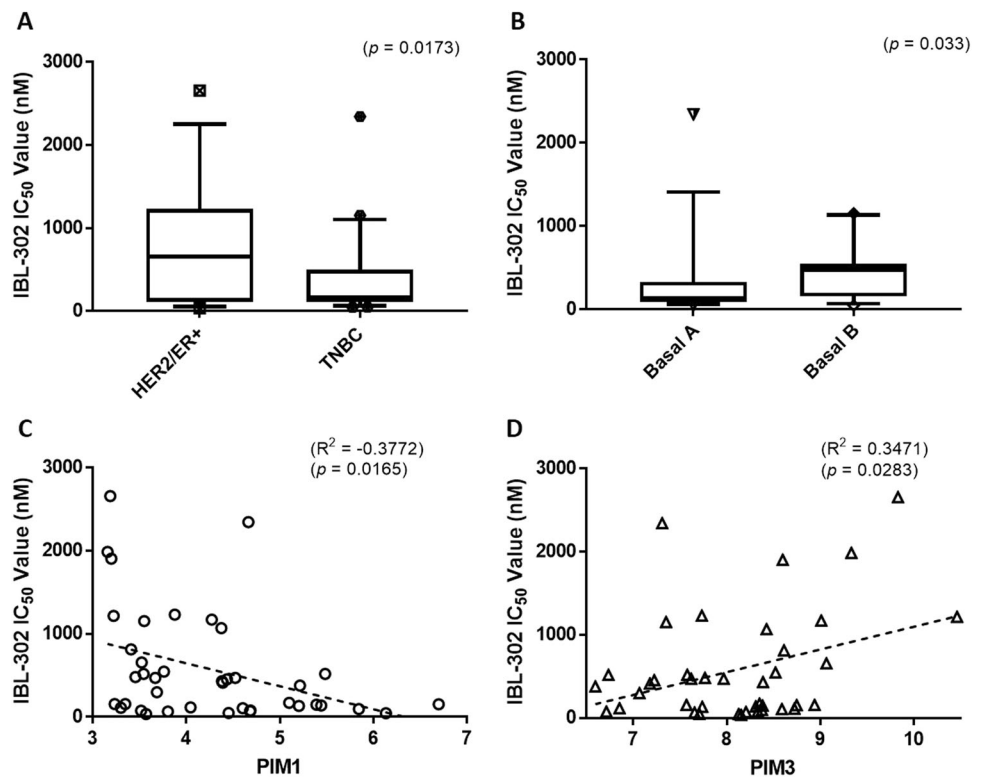 A
(p = 0.0173)
IBL-302 IC50 Value (nM)
3000
2000
1000
0
HER2/ER+
TNBC
B
(p = 0.033)
IBL-302 IC50 Value (nM)
3000
2000
1000
0
Basal A
Basal B
C
(R2 = -0.3772)
(p = 0.0165)
IBL-302 IC50 Value (nM)
3000
2000
1000
0
3 4 5 6 7
PIM1
D
(R2 = 0.3471)
(p = 0.0283)
IBL-302 IC50 Value (nM)
3000
2000
1000
0
7 8 9 10
PIM3